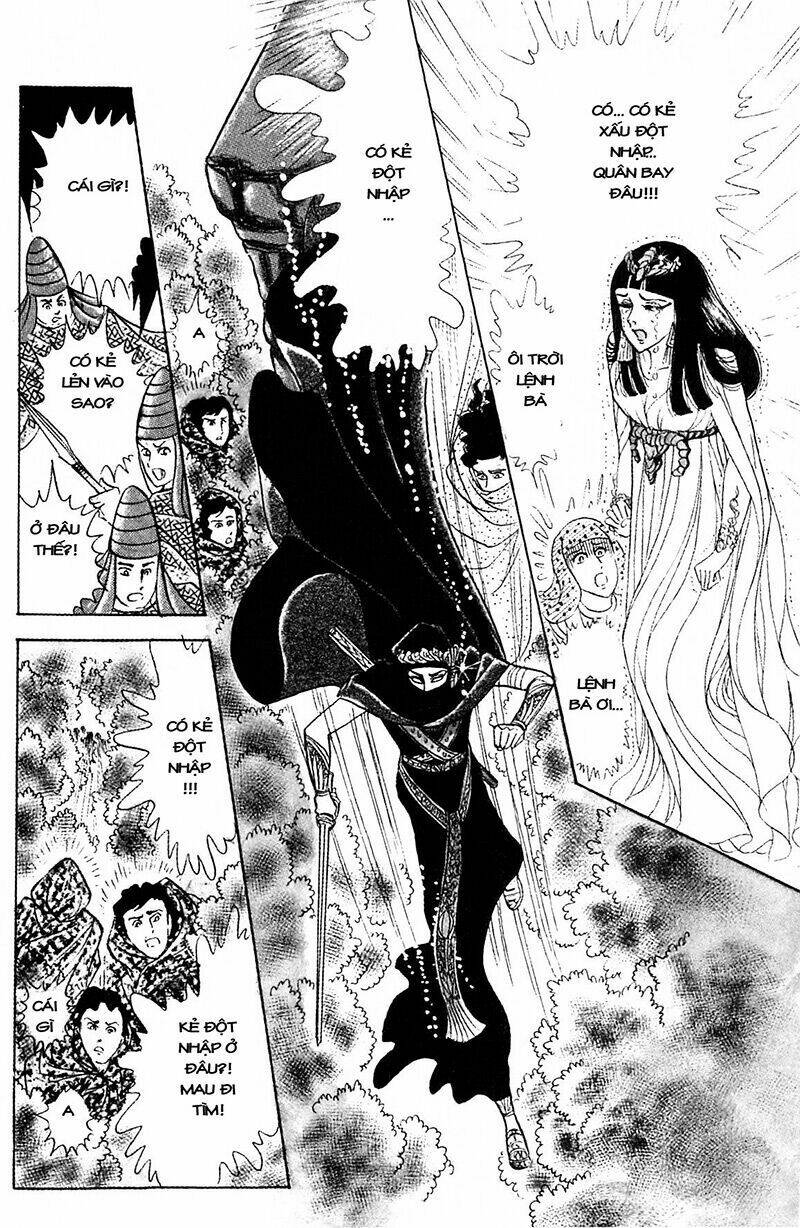 CÓ... CÓ KẺ
XẤU ĐỘT
NHẬP..
QUÂN BAY
ĐÂU!!!
ÔI TRỜI
LỆNH
BÀ
LỆNH
BÀ ƠI...
CÓ KẺ
ĐỘT
NHẬP
...
A
CÁI GÌ?!
CÓ KẺ
LẺN VÀO
SAO?
Ở ĐÂU
THẾ?!
CÓ KẺ
ĐỘT
NHẬP
!!!
CÁI
GÌ
A
KẺ ĐỘT
NHẬP Ở
ĐÂU?!
MAU ĐI
TÌM!